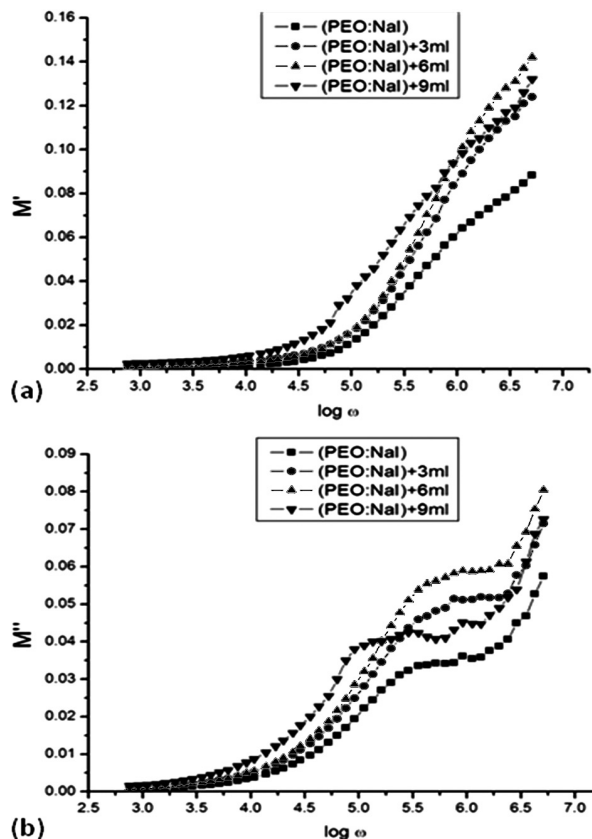 (PEO:NaI)
(PEO:NaI)+3ml
(PEO:NaI)+6ml
(PEO:NaI)+9ml
0.16
0.14
0.12
0.10
0.08
0.06
0.04
0.02
0.00
M'
2.5 3.0 3.5 4.0 4.5 5.0 5.5 6.0 6.5 7.0
log ω
(a)
(PEO:NaI)
(PEO:NaI)+3ml
(PEO:NaI)+6ml
(PEO:NaI)+9ml
0.09
0.08
0.07
0.06
0.05
0.04
0.03
0.02
0.01
0.00
M''
2.5 3.0 3.5 4.0 4.5 5.0 5.5 6.0 6.5 7.0
log ω
(b)